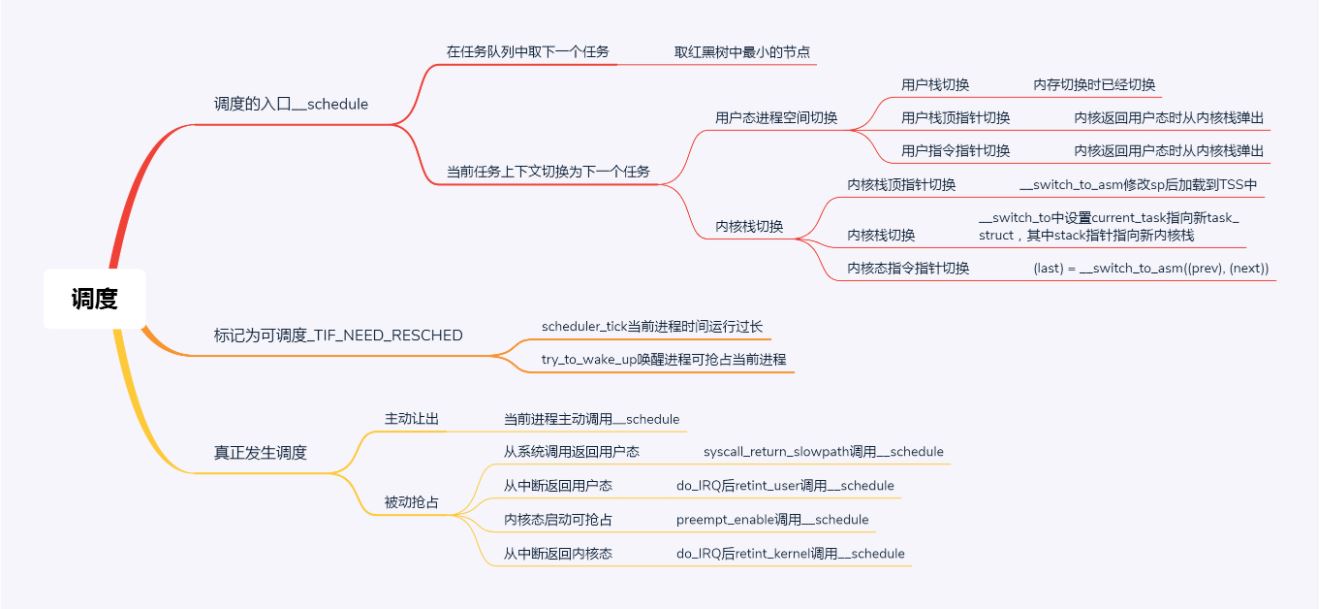 调度
调度的入口__schedule
在任务队列中取下一个任务
取红黑树中最小的节点
当前任务上下文切换为下一个任务
用户态进程空间切换
用户栈切换
内存切换时已经切换
用户栈顶指针切换
内核返回用户态时从内核栈弹出
用户指令指针切换
内核返回用户态时从内核栈弹出
内核栈切换
内核栈顶指针切换
__switch_to_asm修改sp后加载到TSS中
内核栈切换
__switch_to中设置current_task指向新task_
struct，其中stack指针指向新内核栈
内核态指令指针切换
(last) = __switch_to_asm((prev), (next))
标记为可调度_TIF_NEED_RESCHED
scheduler_tick当前进程时间运行过长
try_to_wake_up唤醒进程可抢占当前进程
真正发生调度
主动让出
当前进程主动调用__schedule
被动抢占
从系统调用返回用户态
syscall_return_slowpath调用__schedule
从中断返回用户态
do_IRQ后retint_user调用__schedule
内核态启动可抢占
preempt_enable调用__schedule
从中断返回内核态
do_IRQ后retint_kernel调用__schedule